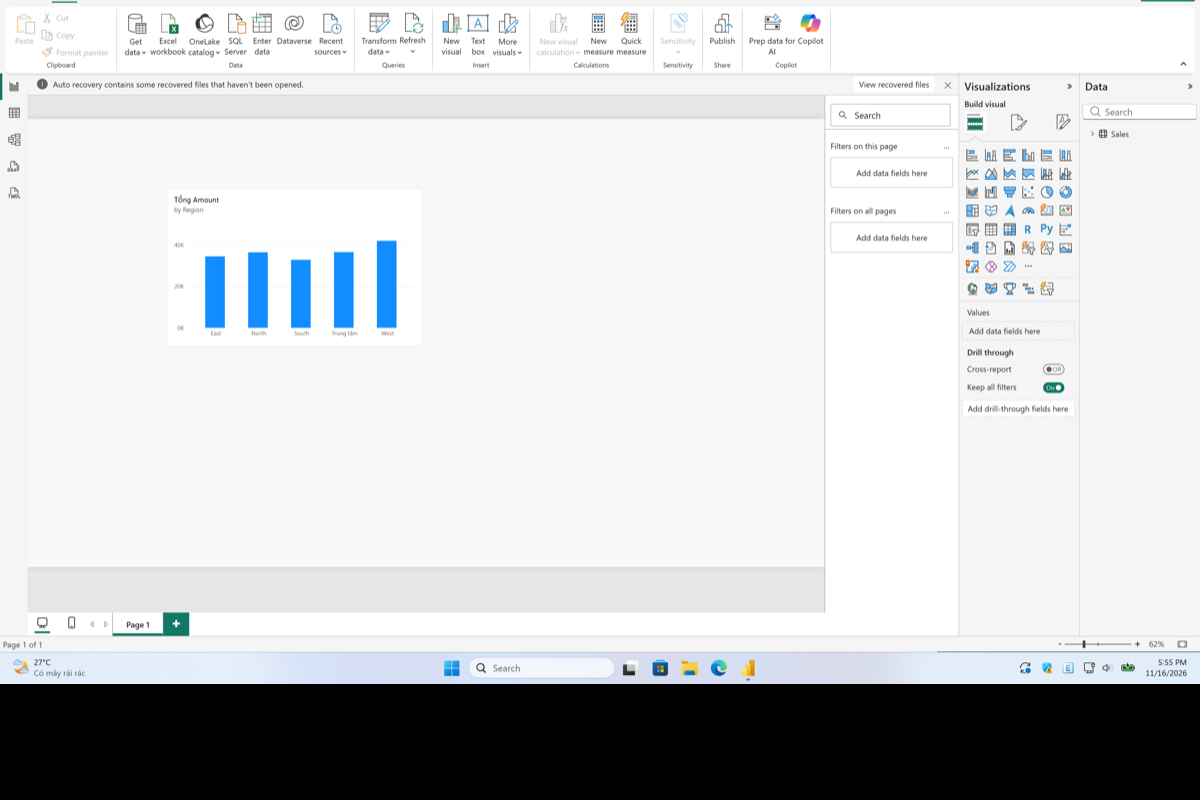 Paste
Cut
Copy
Format painter
Clipboard
Get data
Excel workbook
OneLake catalog
SQL Server
Enter data
Dataverse
Recent sources
Data
Transform data
Refresh
Queries
New visual
Text box
More visuals
Insert
New visual calculation
New measure
Quick measure
Calculations
Sensitivity
Sensitivity
Publish
Share
Prep data for AI
Copilot
Copilot
Auto recovery contains some recovered files that haven't been opened.
View recovered files
Tổng Amount
by Region
40K
20K
0K
East
North
South
Trung tâm
West
Search
Filters on this page
...
Add data fields here
Filters on all pages
...
Add data fields here
Visualizations
Build visual
R
Py
...
Values
Add data fields here
Drill through
Cross-report
Off
Keep all filters
On
Add drill-through fields here
Data
Search
Sales
Page 1
+
Page 1 of 1
- + 62%
27°C
Có mây rải rác
Search
5:55 PM
11/16/2026